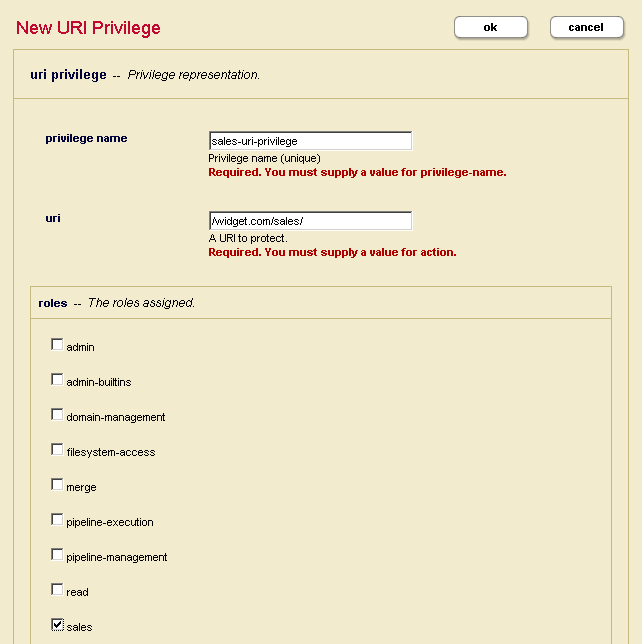 New URI Privilege
ok
cancel
uri privilege -- Privilege representation.
privilege name
sales-uri-privilege
Privilege name (unique)
Required. You must supply a value for privilege-name.
uri
/widget.com/sales/
A URI to protect.
Required. You must supply a value for action.
roles -- The roles assigned.
admin
admin-builtins
domain-management
filesystem-access
merge
pipeline-execution
pipeline-management
read
sales